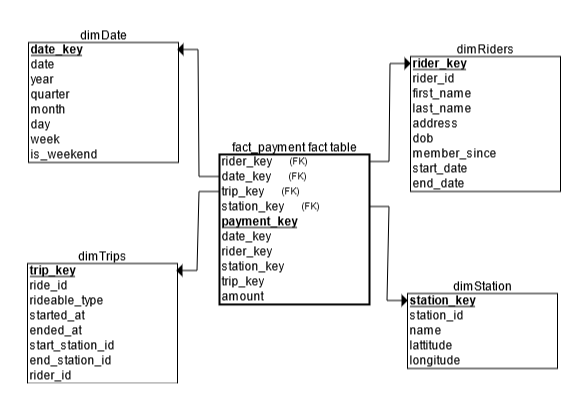 dimDate
date_key
date
year
quarter
month
day
week
is_weekend
dimRiders
rider_key
rider_id
first_name
last_name
address
dob
member_since
start_date
end_date
fact_payment fact table
rider_key (FK)
date_key (FK)
trip_key (FK)
station_key (FK)
payment_key
date_key
rider_key
station_key
trip_key
amount
dimTrips
trip_key
ride_id
rideable_type
started_at
ended_at
start_station_id
end_station_id
rider_id
dimStation
station_key
station_id
name
lattitude
longitude